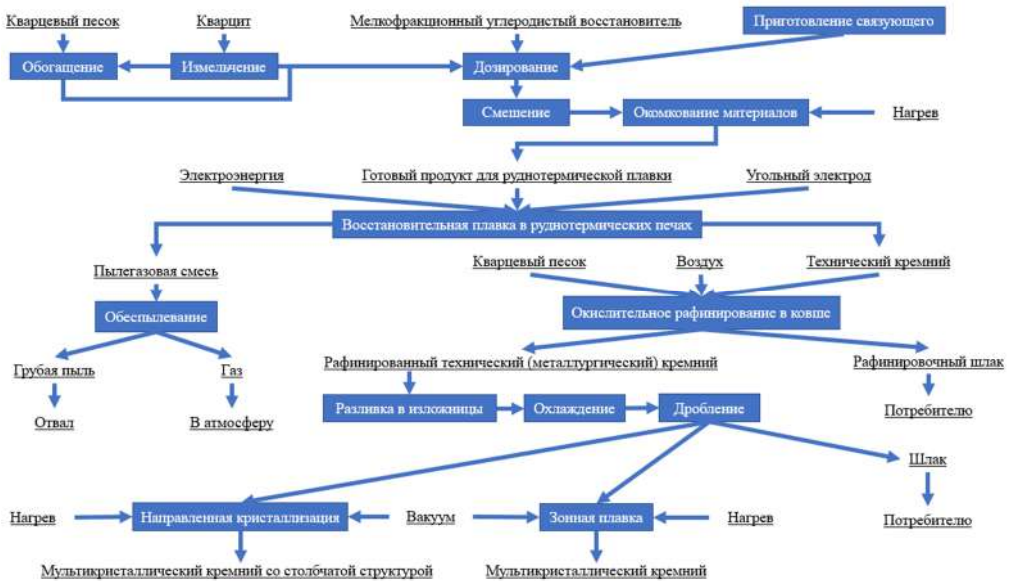 Кварцевый песок
Кварцит
Мелкофракционный углеродистый восстановитель
Приготовление связующего
Обогащение
Измельчение
Дозирование
Смешение
Окомкование материалов
Нагрев
Электроэнергия
Готовый продукт для руднотермической плавки
Угольный электрод
Восстановительная плавка в руднотермических печах
Пылегазовая смесь
Кварцевый песок
Воздух
Технический кремний
Обеспылевание
Окислительное рафинирование в ковше
Грубая пыль
Газ
Рафинированный технический (металлургический) кремний
Рафинировочный шлак
Отвал
В атмосферу
Разливка в изложницы
Охлаждение
Дробление
Потребителю
Шлак
Нагрев
Направленная кристаллизация
Вакуум
Зонная плавка
Нагрев
Потребителю
Мультикристаллический кремний со столбчатой структурой
Мультикристаллический кремний